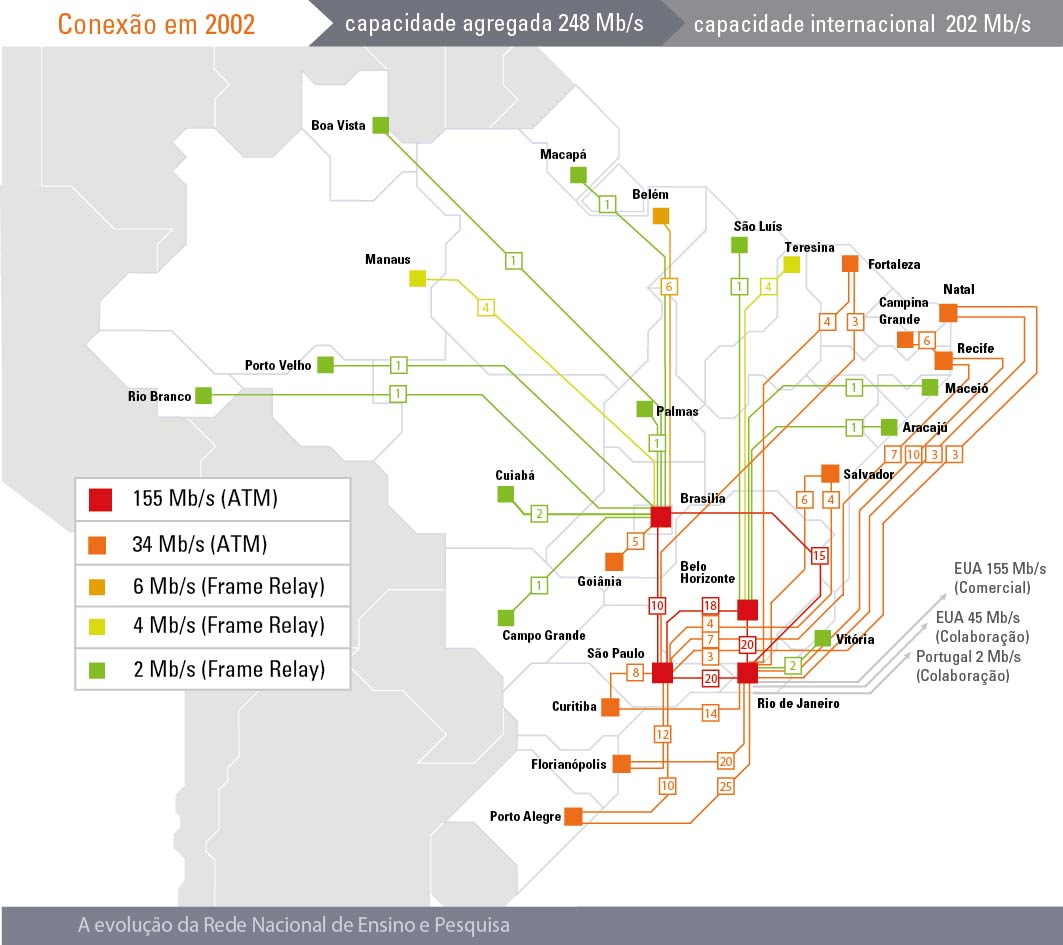 Conexão em 2002
capacidade agregada 248 Mb/s
capacidade internacional 202 Mb/s
Boa Vista
Macapá
1
Belém
São Luís
Teresina
Manaus
1
6
1
4
Fortaleza
4
Campina
Grande
Natal
4
3
6
Recife
Porto Velho
1
Rio Branco
1
Palmas
1
1
Maceió
1
Aracajú
7
10
3
3
Cuiabá
2
Brasília
Salvador
6
4
155 Mb/s (ATM)
34 Mb/s (ATM)
6 Mb/s (Frame Relay)
4 Mb/s (Frame Relay)
2 Mb/s (Frame Relay)
5
Goiânia
15
Belo
Horizonte
1
Campo Grande
10
18
4
7
3
20
20
Vitória
2
EUA 155 Mb/s
(Comercial)
EUA 45 Mb/s
(Colaboração)
Portugal 2 Mb/s
(Colaboração)
São Paulo
8
Rio de Janeiro
Curitiba
14
12
Florianópolis
20
10
25
Porto Alegre
A evolução da Rede Nacional de Ensino e Pesquisa